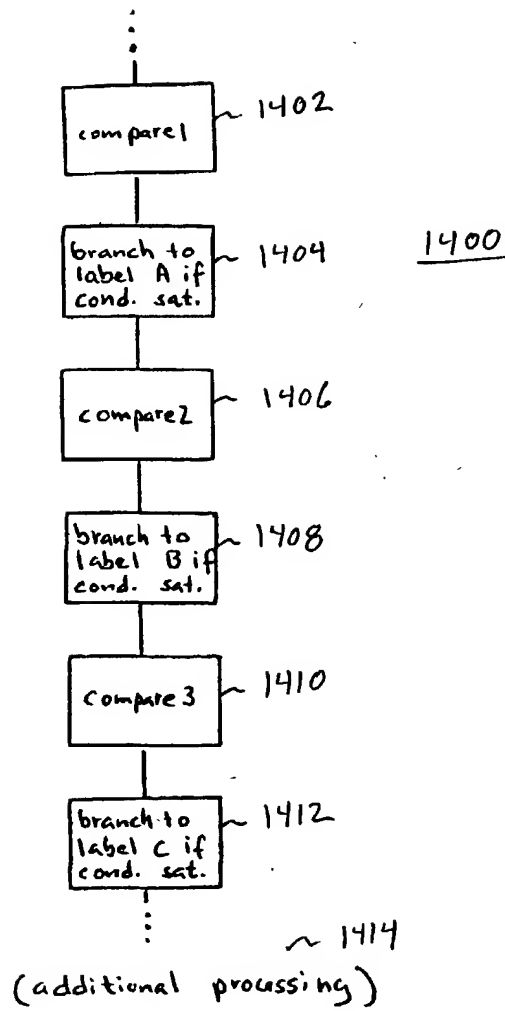 compare1
1402
branch to
label A if
cond. sat.
1404
1400
compare2
1406
branch to
label B if
cond. sat.
1408
compare3
1410
branch to
label C if
cond. sat.
1412
1414
(additional processing)